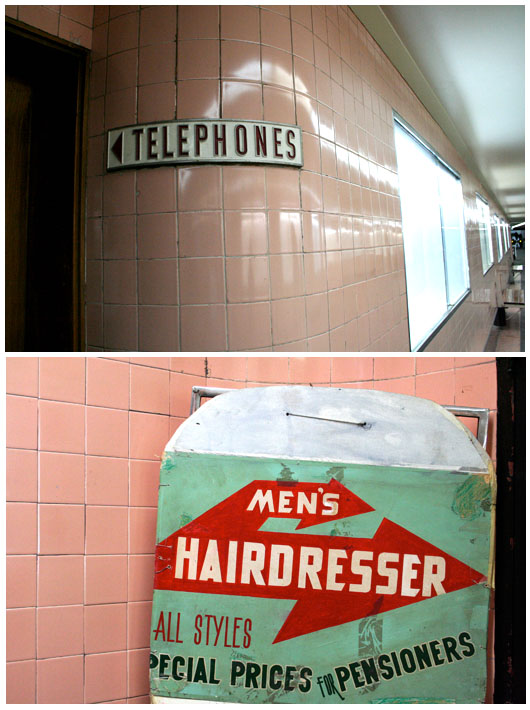 TELEPHONES
MEN'S
HAIRDRESSER
ALL STYLES
PECIAL PRICES FOR PENSIONERS